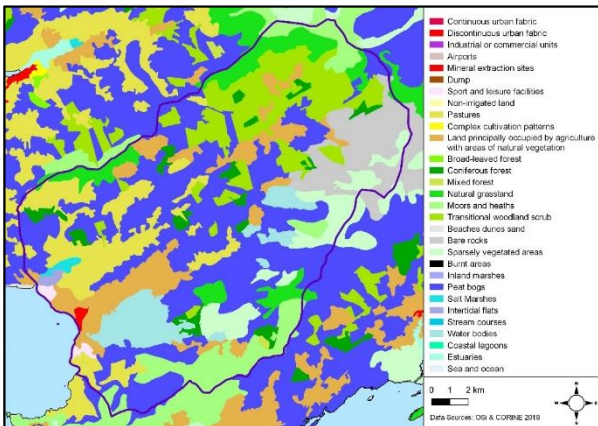 Continuous urban fabric
Discontinuous urban fabric
Industrial or commercial units
Airports
Mineral extraction sites
Dump
Sport and leisure facilities
Non-irrigated land
Pastures
Complex cultivation patterns
Land principally occupied by agriculture
with areas of natural vegetation
Broad-leaved forest
Coniferous forest
Mixed forest
Natural grassland
Moors and heaths
Transitional woodland scrub
Beaches dunes sand
Bare rocks
Sparsely vegetated areas
Burnt areas
Inland marshes
Peat bogs
Salt Marshes
Intertidal flats
Stream courses
Water bodies
Coastal lagoons
Estuaries
Sea and ocean
0 1 2 km
Data Sources: OSi & CORINE 2018